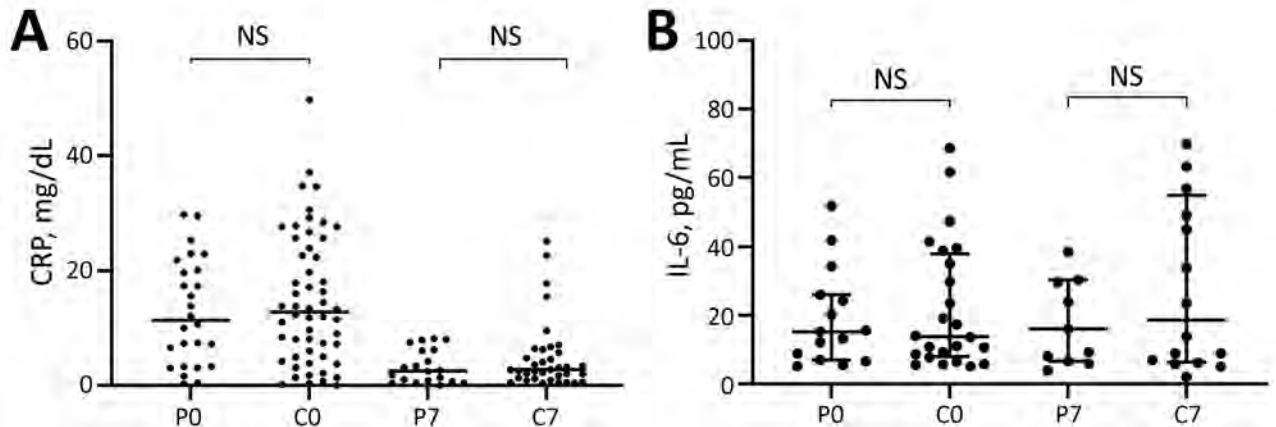 A
60
40
20
0
CRP, mg/dL
NS
NS
P0
C0
P7
C7
B
100
80
60
40
20
0
IL-6, pg/mL
NS
NS
P0
C0
P7
C7